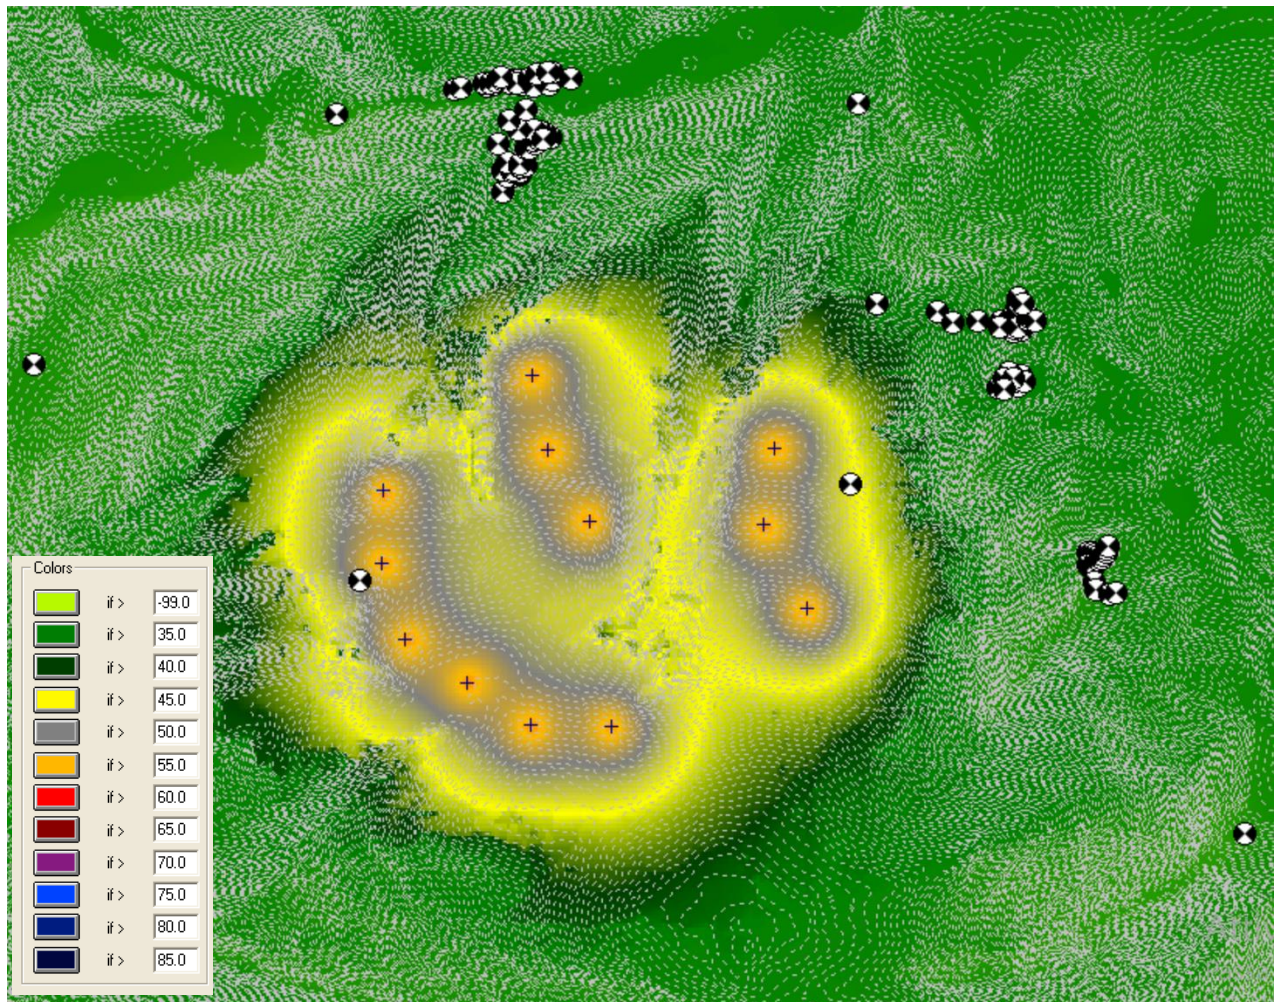 Colors
if > -99.0
if > 35.0
if > 40.0
if > 45.0
if > 50.0
if > 55.0
if > 60.0
if > 65.0
if > 70.0
if > 75.0
if > 80.0
if > 85.0